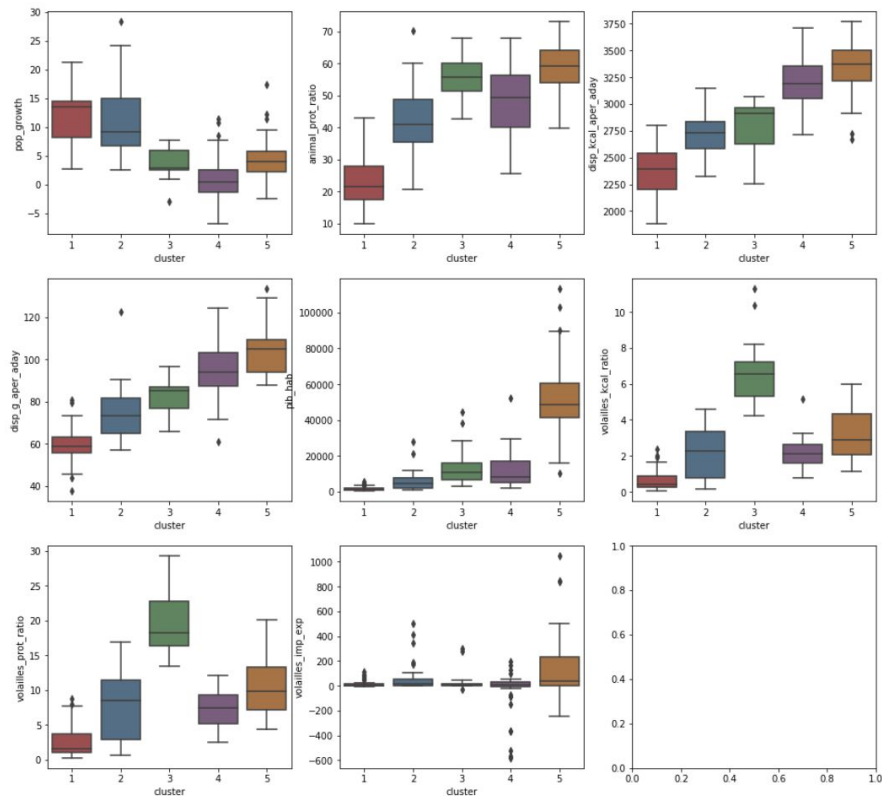 pop_growth
30
25
20
15
10
5
0
−5
1 2 3 4 5
cluster
animal_prot_ratio
70
60
50
40
30
20
10
1 2 3 4 5
cluster
disp_kcal_aper_aday
3750
3500
3250
3000
2750
2500
2250
2000
1 2 3 4 5
cluster
disp_g_aper_aday
120
100
80
60
40
1 2 3 4 5
cluster
pib_hab
100000
80000
60000
40000
20000
0
1 2 3 4 5
cluster
volailles_kcal_ratio
10
8
6
4
2
0
1 2 3 4 5
cluster
volailles_prot_ratio
30
25
20
15
10
5
0
1 2 3 4 5
cluster
volailles_imp_exp
1000
800
600
400
200
0
−200
−400
−600
1 2 3 4 5
cluster
1.0
0.8
0.6
0.4
0.2
0.0
0.0 0.2 0.4 0.6 0.8 1.0